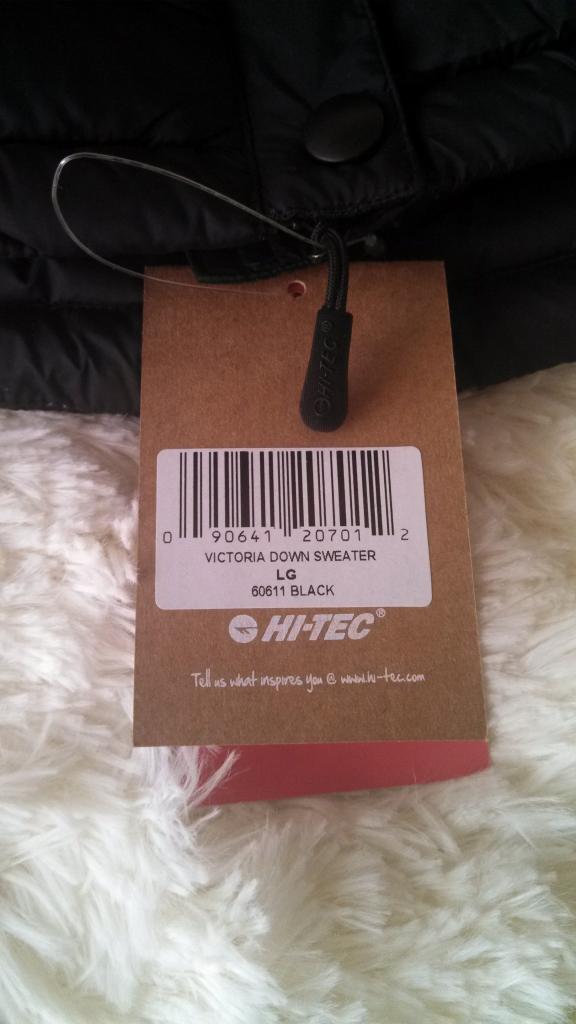 HI-TEC®
0 90641 20701 2
VICTORIA DOWN SWEATER
LG
60611 BLACK
HI-TEC®
Tell us what inspires you @ www.hi-tec.com